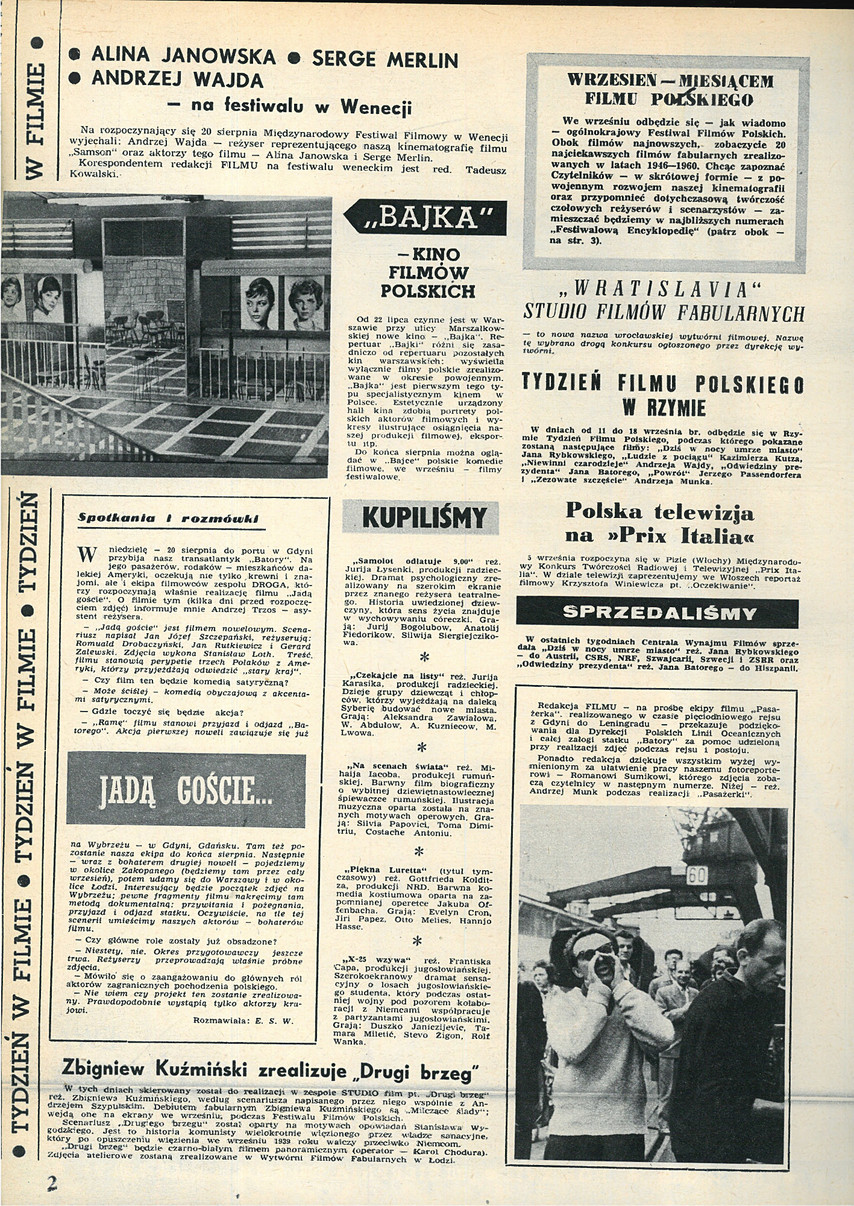 W FILMIE ●
● ALINA JANOWSKA ● SERGE MERLIN
● ANDRZEJ WAJDA
— na festiwalu w Wenecji
Na rozpoczynający się 20 sierpnia Międzynarodowy Festiwal Filmowy w Wenecji
wyjechali: Andrzej Wajda — reżyser reprezentującego naszą kinematografię filmu
„Samson" oraz aktorzy tego filmu — Alina Janowska i Serge Merlin.
Korespondentem redakcji FILMU na festiwalu weneckim jest red. Tadeusz
Kowalski.
„BAJKA"
— KINO
FILMÓW
POLSKICH
Od 22 lipca czynne jest w War-
szawie przy ulicy Marszałkow-
skiej nowe kino — „Bajka". Re-
pertuar „Bajki" różni się zasa-
dniczo od repertuaru pozostałych
kin warszawskich: wyświetla
wyłącznie filmy polskie zrealizo-
wane w okresie powojennym.
„Bajka" jest pierwszym tego ty-
pu specjalistycznym kinem w
Polsce. Estetycznie urządzony
hall kina zdobią portrety pol-
skich aktorów filmowych i wy-
kresy ilustrujące osiągnięcia na-
szej produkcji filmowej, ekspor-
tu itp.
Do końca sierpnia można oglą-
dać w „Bajce" polskie komedie
filmowe, we wrześniu — filmy
festiwalowe.
WRZESIEŃ — MIESIĄCEM
FILMU POLSKIEGO
We wrześniu odbędzie się — jak wiadomo
— ogólnokrajowy Festiwal Filmów Polskich.
Obok filmów najnowszych, zobaczycie 20
najciekawszych filmów fabularnych zrealizo-
wanych w latach 1946—1960. Chcąc zapoznać
Czytelników — w skrótowej formie — z po-
wojennym rozwojem naszej kinematografii
oraz przypomnieć dotychczasową twórczość
czołowych reżyserów i scenarzystów — za-
mieszczać będziemy w najbliższych numerach
„Festiwalową Encyklopedię" (patrz obok —
na str. 3).
„WRATISLAVIA"
STUDIO FILMÓW FABULARNYCH
— to nowa nazwa wrocławskiej wytwórni filmowej. Nazwę
tę wybrano drogą konkursu ogłoszonego przez dyrekcję wy-
twórni.
TYDZIEŃ FILMU POLSKIEGO
W RZYMIE
W dniach od 11 do 18 września br. odbędzie się w Rzy-
mie Tydzień Filmu Polskiego, podczas którego pokazane
zostaną następujące filmy: „Dziś w nocy umrze miasto"
Jana Rybkowskiego, „Ludzie z pociągu" Kazimierza Kutza,
„Niewinni czarodzieje" Andrzeja Wajdy, „Odwiedziny pre-
zydenta" Jana Batorego, „Powrót" Jerzego Passendorfera
i „Zezowate szczęście" Andrzeja Munka.
Polska telewizja
na »Prix Italia«
5 września rozpoczyna się w Pizie (Włochy) Międzynarodo-
wy Konkurs Twórczości Radiowej i Telewizyjnej „Prix Ita-
lia". W dziale telewizji zaprezentujemy we Włoszech reportaż
filmowy Krzysztofa Winiewicza pt. „Oczekiwanie".
SPRZEDALIŚMY
W ostatnich tygodniach Centrala Wynajmu Filmów sprze-
dała „Dziś w nocy umrze miasto" reż. Jana Rybkowskiego
— do Austrii, CSRS, NRF, Szwajcarii, Szwecji i ZSRR oraz
„Odwiedziny prezydenta" reż. Jana Batorego — do Hiszpanii.
Redakcja FILMU — na prośbę ekipy filmu „Pasa-
żerka", realizowanego w czasie pięciodniowego rejsu
z Gdyni do Leningradu — przekazuje podzięko-
wania dla Dyrekcji Polskich Linii Oceanicznych
i całej załogi statku „Batory" za pomoc udzieloną
przy realizacji zdjęć podczas rejsu i postoju.
Ponadto redakcja dziękuje wszystkim wyżej wy-
mienionym za ułatwienie pracy naszemu fotoreporte-
rowi — Romanowi Sumikowi, którego zdjęcia zoba-
czą czytelnicy w następnym numerze. Niżej — reż.
Andrzej Munk podczas realizacji „Pasażerki".
60
● TYDZIEŃ W FILMIE ● TYDZIEŃ W FILMIE ● TYDZIEŃ
Spotkania i rozmówki
W niedzielę — 20 sierpnia do portu w Gdyni
przybija nasz transatlantyk „Batory". Na
jego pasażerów, rodaków — mieszkańców da-
lekiej Ameryki, oczekują nie tylko krewni i zna-
jomi, ale i ekipa filmowców zespołu DROGA, któ-
rzy rozpoczynają właśnie realizację filmu „Jadą
goście". O filmie tym (kilka dni przed rozpoczę-
ciem zdjęć) informuje mnie Andrzej Trzos — asy-
stent reżysera.
— „Jadą goście" jest filmem nowelowym. Scena-
riusz napisał Jan Józef Szczepański, reżyserują:
Romuald Drobaczyński, Jan Rutkiewicz i Gerard
Zalewski. Zdjęcia wykona Stanisław Loth. Treść
filmu stanowią perypetie trzech Polaków z Ame-
ryki, którzy przyjeżdżają odwiedzić „stary kraj".
— Czy film ten będzie komedią satyryczną?
— Może ściślej — komedią obyczajową z akcenta-
mi satyrycznymi.
— Gdzie toczyć się będzie akcja?
— „Ramę" filmu stanowi przyjazd i odjazd „Ba-
torego". Akcja pierwszej noweli zawiązuje się już
JADĄ GOŚCIE...
na Wybrzeżu — w Gdyni, Gdańsku. Tam też po-
zostanie nasza ekipa do końca sierpnia. Następnie
— wraz z bohaterem drugiej noweli — pojedziemy
w okolice Zakopanego (będziemy tam przez cały
wrzesień), potem udamy się do Warszawy i w oko-
lice Łodzi. Interesujący będzie początek zdjęć na
Wybrzeżu; pewne fragmenty filmu nakręcimy tam
metodą dokumentalną: przywitania i pożegnania,
przyjazd i odjazd statku. Oczywiście, na tle tej
scenerii umieścimy naszych aktorów — bohaterów
filmu.
— Czy główne role zostały już obsadzone?
— Niestety, nie. Okres przygotowawczy jeszcze
trwa. Reżyserzy przeprowadzają właśnie próbne
zdjęcia.
— Mówiło się o zaangażowaniu do głównych ról
aktorów zagranicznych pochodzenia polskiego.
— Nie wiem czy projekt ten zostanie zrealizowa-
ny. Prawdopodobnie wystąpią tylko aktorzy kra-
jowi.
Rozmawiała: E. S. W.
KUPILIŚMY
„Samolot odlatuje 9.00" reż.
Jurija Lysenki, produkcji radziec-
kiej. Dramat psychologiczny zre-
alizowany na szerokim ekranie
przez znanego reżysera teatralne-
go. Historia uwiedzionej dziew-
czyny, która sens życia znajduje
w wychowywaniu córeczki. Gra-
ją: Jurij Bogolubow, Anatolij
Fiedorikow, Silwija Siergiejcziko-
wa.
*
„Czekajcie na listy" reż. Jurija
Karasika, produkcji radzieckiej.
Dzieje grupy dziewcząt i chłop-
ców, którzy wyjeżdżają na daleką
Syberię budować nowe miasta.
Grają: Aleksandra Zawiałowa,
W. Abdułow, A. Kuzniecow, M.
Lwowa.
*
„Na scenach świata" reż. Mi-
haija Iacoba, produkcji rumuń-
skiej. Barwny film biograficzny
o wybitnej dziewiętnastowiecznej
śpiewaczce rumuńskiej. Ilustracja
muzyczna oparta została na zna-
nych motywach operowych. Gra-
ją: Silvia Papovici, Toma Dimi-
triu, Costache Antoniu.
*
„Piękna Luretta" (tytuł tym-
czasowy) reż. Gottfrieda Koldit-
za, produkcji NRD. Barwna ko-
media kostiumowa oparta na za-
pomnianej operetce Jakuba Of-
fenbacha. Grają: Evelyn Cron,
Jiri Papez, Otto Melies, Hannjo
Hasse.
*
„X-25 wzywa" reż. Frantiska
Čapa, produkcji jugosłowiańskiej.
Szerokoekranowy dramat sensa-
cyjny o losach jugosłowiańskie-
go studenta, który podczas ostat-
niej wojny pod pozorem kolabo-
racji z Niemcami współpracuje
z partyzantami jugosłowiańskimi.
Grają: Duszko Janiczijevic, Ta-
mara Miletić, Stevo Zigon, Rolf
Wanka.
Zbigniew Kuźmiński zrealizuje „Drugi brzeg"
W tych dniach skierowany został do realizacji w zespole STUDIO film pt. „Drugi brzeg"
reż. Zbigniewa Kuźmińskiego, według scenariusza napisanego przez niego wspólnie z An-
drzejem Szypulskim. Debiutem fabularnym Zbigniewa Kuźmińskiego są „Milczące ślady";
wejdą one na ekrany we wrześniu, podczas Festiwalu Filmów Polskich.
Scenariusz „Drugiego brzegu" został oparty na motywach opowiadań Stanisława Wy-
godzkiego. Jest to historia komunisty wielokrotnie więzionego przez władze sanacyjne,
który po opuszczeniu więzienia we wrześniu 1939 roku walczy przeciwko Niemcom.
„Drugi brzeg" będzie czarno-białym filmem panoramicznym (operator — Karol Chodura).
Zdjęcia atelierowe zostaną zrealizowane w Wytwórni Filmów Fabularnych w Łodzi.
2